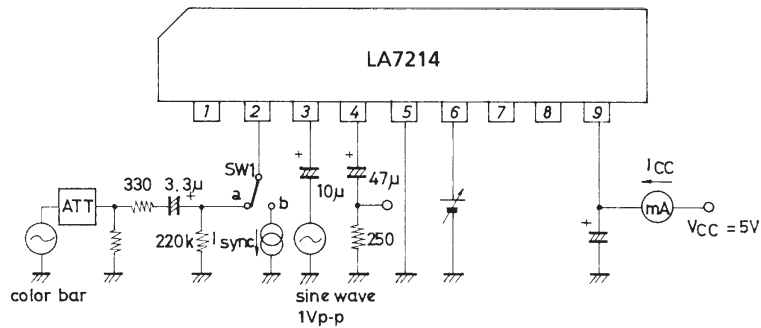 LA7214
1 2 3 4 5 6 7 8 9
SW1
a
b
330
3.3μ
+
ATT
220k
I sync
+
10μ
+
47μ
250
+
ICC
mA
VCC = 5V
color bar
sine wave
1Vp-p